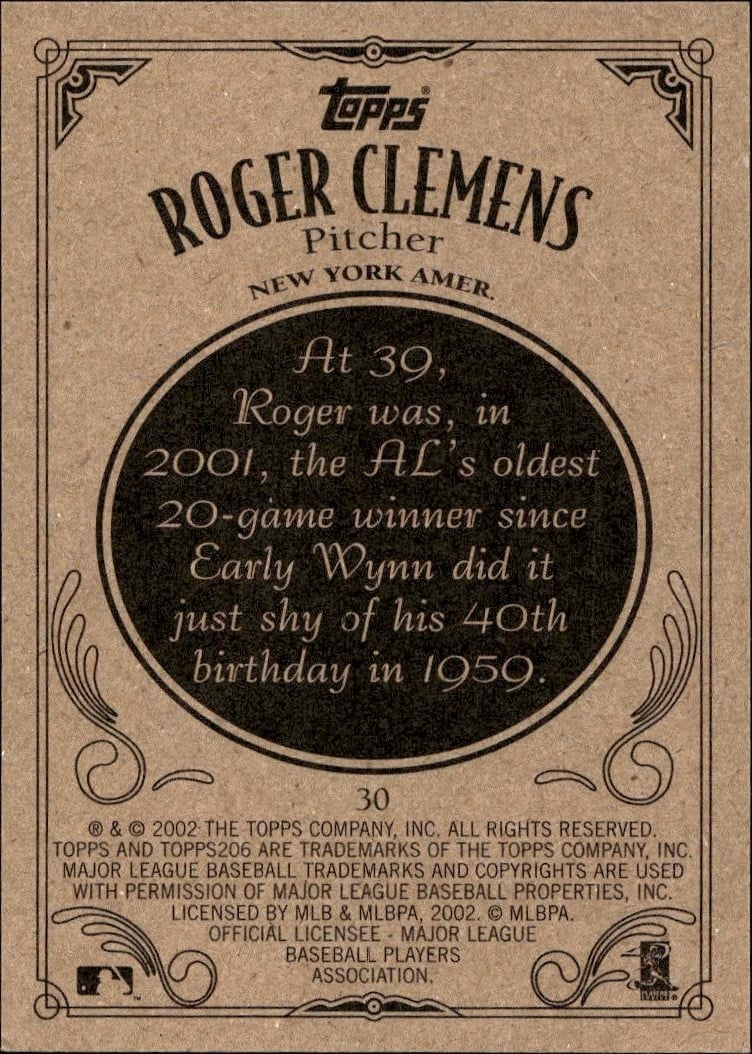 Topps®
ROGER CLEMENS
Pitcher
NEW YORK AMER.
At 39,
Roger was, in
2001, the AL's oldest
20-game winner since
Early Wynn did it
just shy of his 40th
birthday in 1959.
30
® & © 2002 THE TOPPS COMPANY, INC. ALL RIGHTS RESERVED.
TOPPS AND TOPPS206 ARE TRADEMARKS OF THE TOPPS COMPANY, INC.
MAJOR LEAGUE BASEBALL TRADEMARKS AND COPYRIGHTS ARE USED
WITH PERMISSION OF MAJOR LEAGUE BASEBALL PROPERTIES, INC.
LICENSED BY MLB & MLBPA, 2002. © MLBPA.
OFFICIAL LICENSEE - MAJOR LEAGUE
BASEBALL PLAYERS
ASSOCIATION.
™
PLAYERS